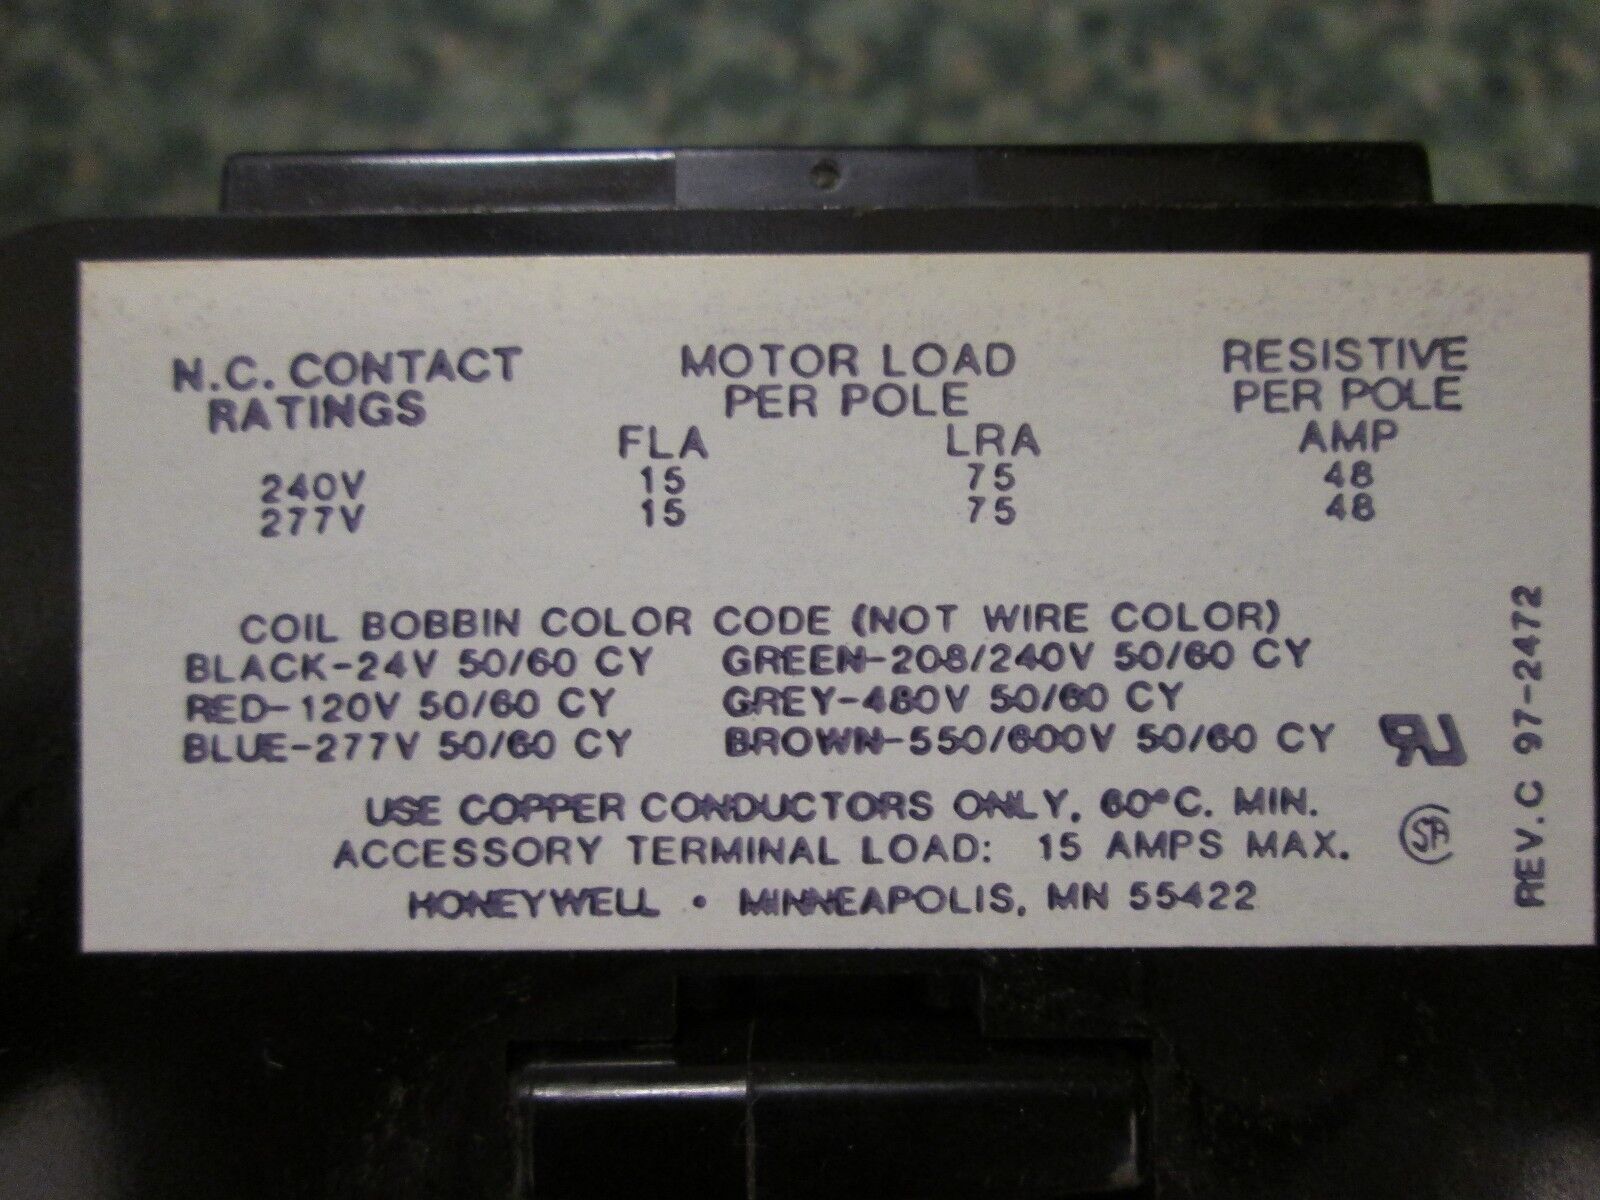 N.C. CONTACT RATINGS
MOTOR LOAD PER POLE
RESISTIVE PER POLE
FLA LRA AMP
240V 15 75 48
277V 15 75 48
COIL BOBBIN COLOR CODE (NOT WIRE COLOR)
BLACK-24V 50/60 CY GREEN-208/240V 50/60 CY
RED-120V 50/60 CY GREY-480V 50/60 CY
BLUE-277V 50/60 CY BROWN-550/600V 50/60 CY
USE COPPER CONDUCTORS ONLY, 60°C. MIN.
ACCESSORY TERMINAL LOAD: 15 AMPS MAX.
HONEYWELL • MINNEAPOLIS, MN 55422
RU
SA
REV.C 97-2472